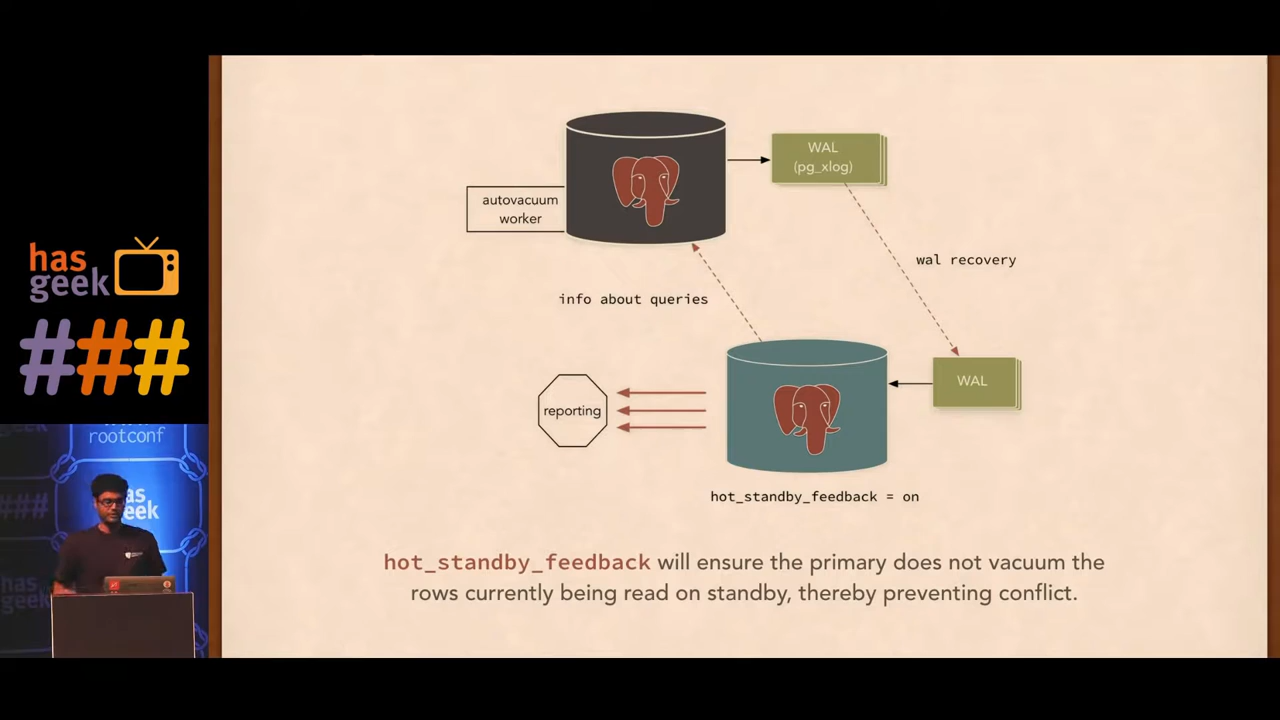 WAL
(pg_xlog)
autovacuum
worker
wal recovery
info about queries
WAL
reporting
hot_standby_feedback = on
hot_standby_feedback will ensure the primary does not vacuum the
rows currently being read on standby, thereby preventing conflict.
has
geek
###
rootconf
has
geek
###